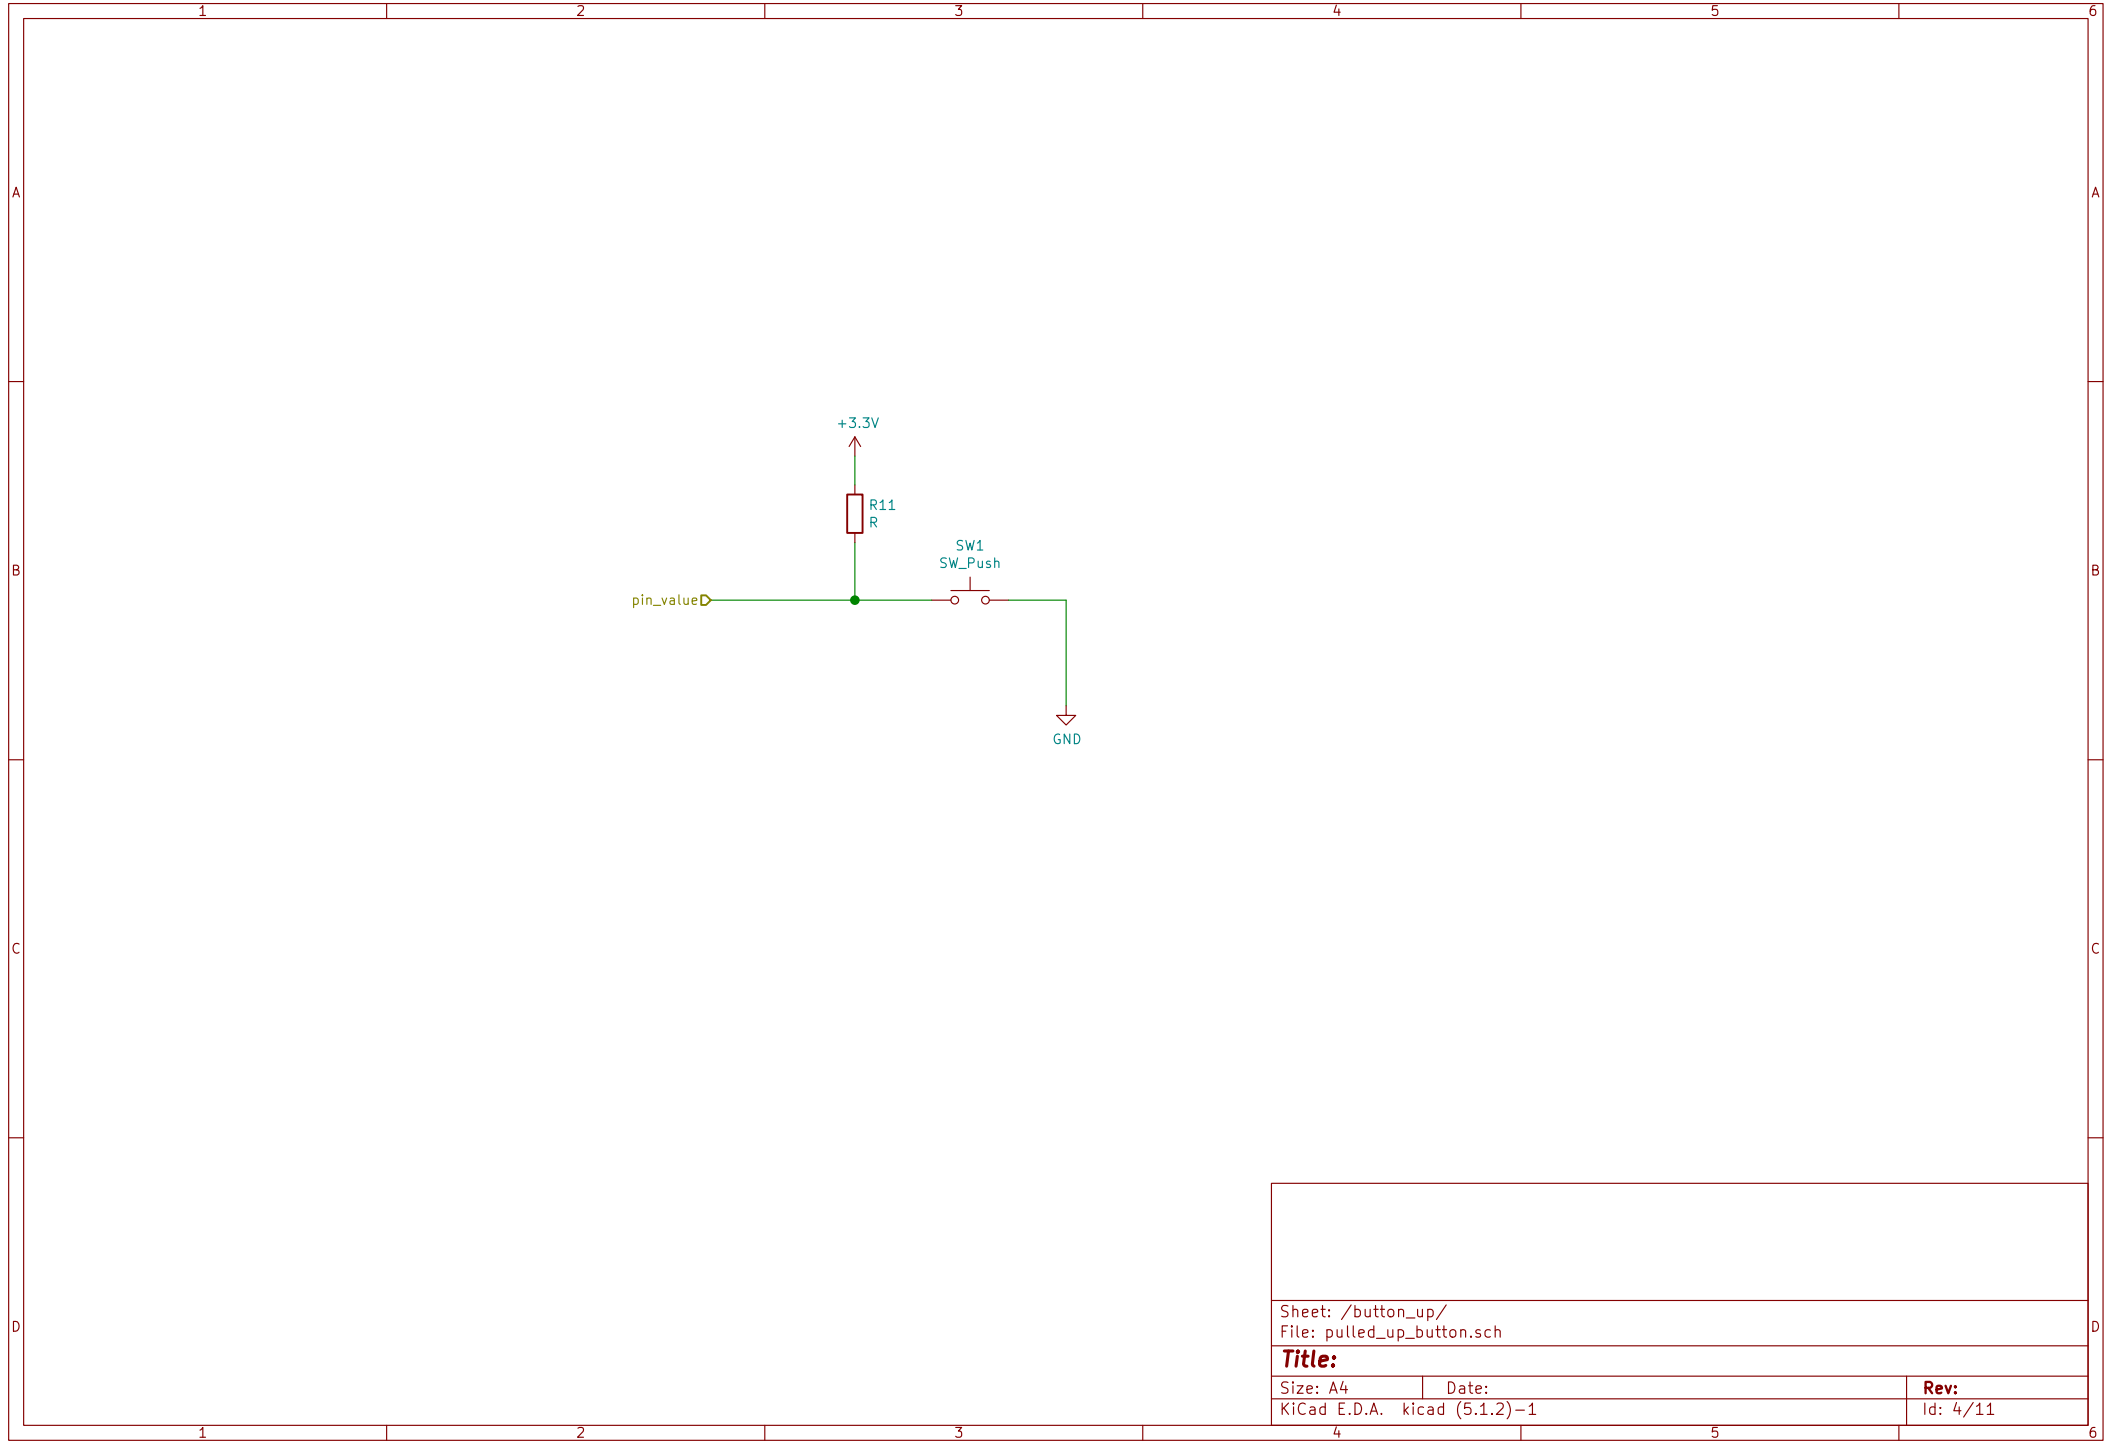 1 2 3 4 5 6
A A
+3.3V
R11
R
SW1
SW_Push
B B
pin_value
GND
C C
Sheet: /button_up/
File: pulled_up_button.sch
D D
Title:
Size: A4 Date: Rev:
KiCad E.D.A. kicad (5.1.2)-1 Id: 4/11
1 2 3 4 5 6